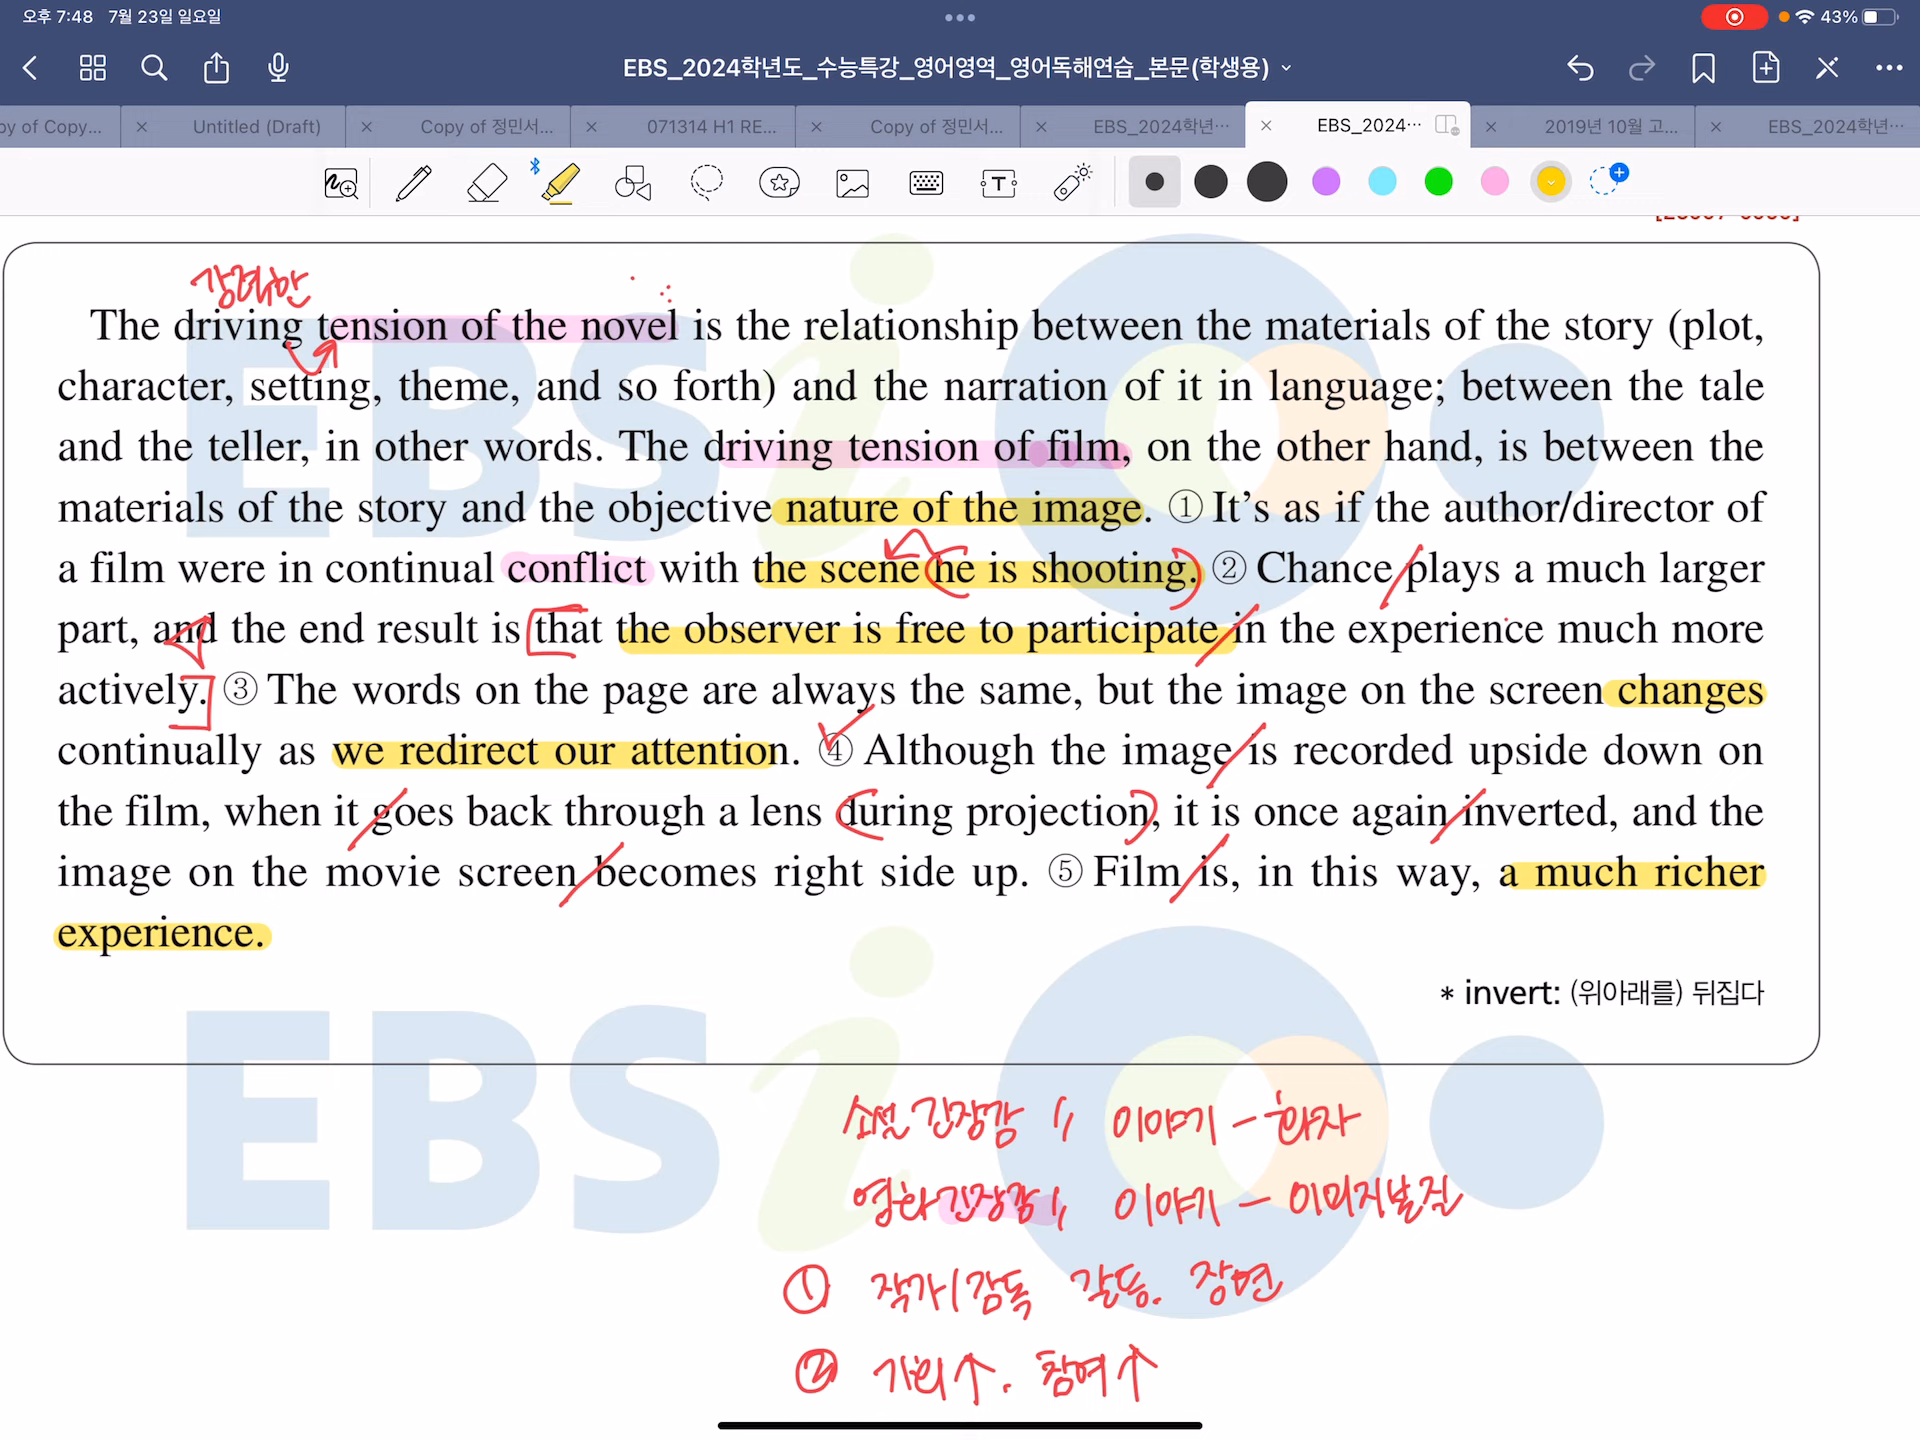 오후 7:48 7월 23일 일요일
43%
EBS_2024학년도_수능특강_영어영역_영어독해연습_본문(학생용)
py of Copy...
Untitled (Draft)
Copy of 정민서...
071314 H1 RE...
Copy of 정민서...
EBS_2024학년...
EBS_2024...
2019년 10월 고...
EBS_2024학년...
강력한
The driving tension of the novel is the relationship between the materials of the story (plot,
character, setting, theme, and so forth) and the narration of it in language; between the tale
and the teller, in other words. The driving tension of film, on the other hand, is between the
materials of the story and the objective nature of the image. ① It's as if the author/director of
a film were in continual conflict with the scene he is shooting. ② Chance plays a much larger
part, and the end result is that the observer is free to participate in the experience much more
actively. ③ The words on the page are always the same, but the image on the screen changes
continually as we redirect our attention. ④ Although the image is recorded upside down on
the film, when it goes back through a lens during projection, it is once again inverted, and the
image on the movie screen becomes right side up. ⑤ Film is, in this way, a much richer
experience.
* invert: (위아래를) 뒤집다
EBSi
EBSi
소설 긴장감 이야기 - 화자
영화 긴장감 이야기 - 이미지 본질
① 작가/감독 갈등. 장면
② 기회↑. 참여↑